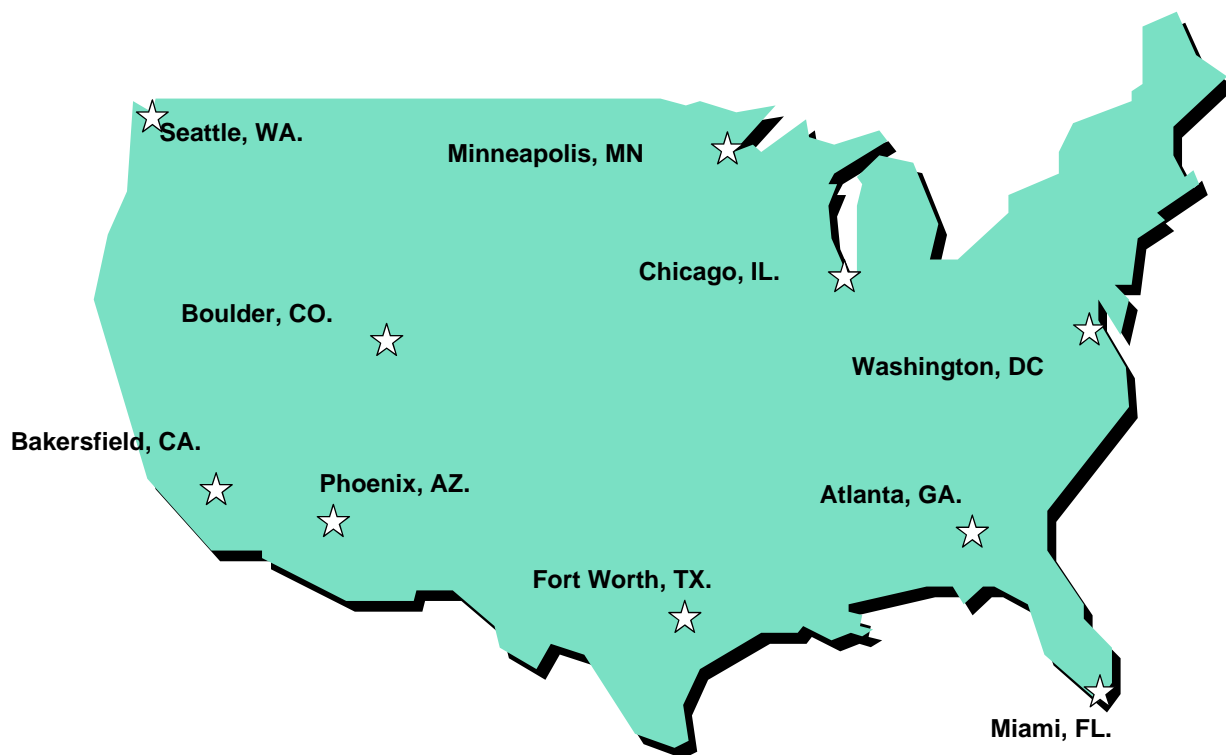 Seattle, WA.
Minneapolis, MN
Chicago, IL.
Boulder, CO.
Washington, DC
Bakersfield, CA.
Phoenix, AZ.
Atlanta, GA.
Fort Worth, TX.
Miami, FL.